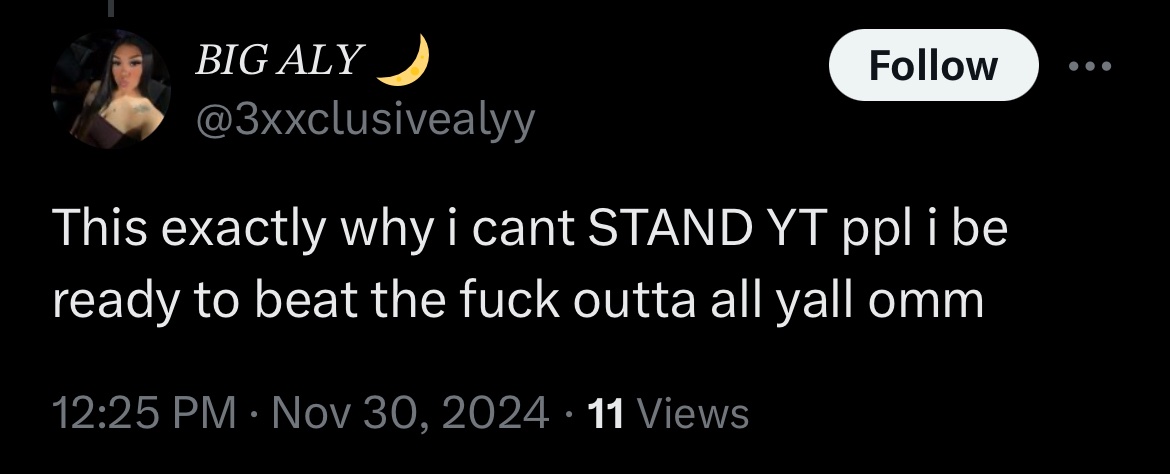 BIG ALY 🌙
Follow
@3xxclusivealyy
This exactly why i cant STAND YT ppl i be
ready to beat the fuck outta all yall omm
12:25 PM · Nov 30, 2024 · 11 Views